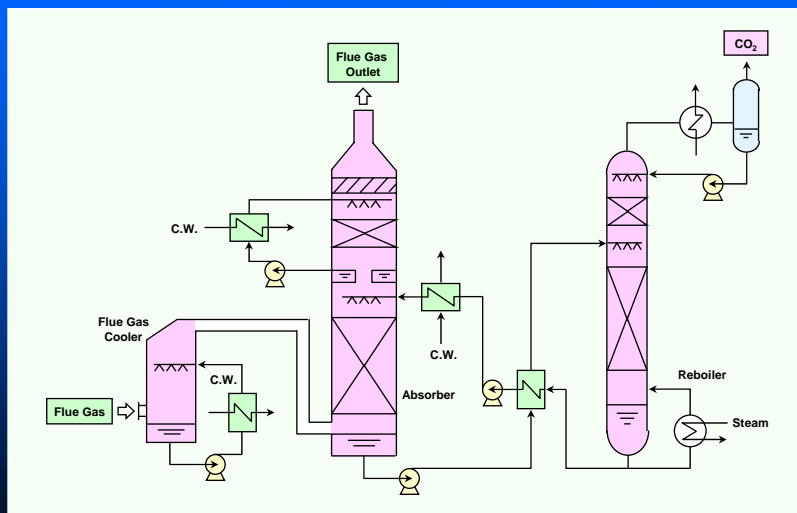 CO₂
Flue Gas
Outlet
C.W.
Flue Gas
Cooler
C.W.
C.W.
Absorber
Reboiler
Flue Gas
Steam